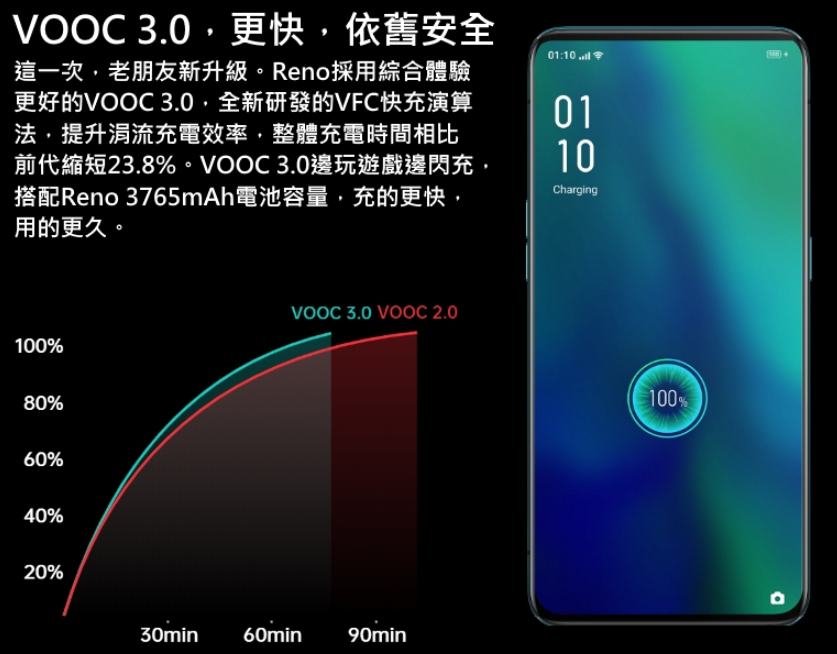 VOOC 3.0，更快，依舊安全
這一次，老朋友新升級。Reno採用綜合體驗
更好的VOOC 3.0，全新研發的VFC快充演算
法，提升涓流充電效率，整體充電時間相比
前代縮短23.8%。VOOC 3.0邊玩遊戲邊閃充，
搭配Reno 3765mAh電池容量，充的更快，
用的更久。
VOOC 3.0 VOOC 2.0
100%
80%
60%
40%
20%
30min 60min 90min
01:10
01
10
Charging
100%